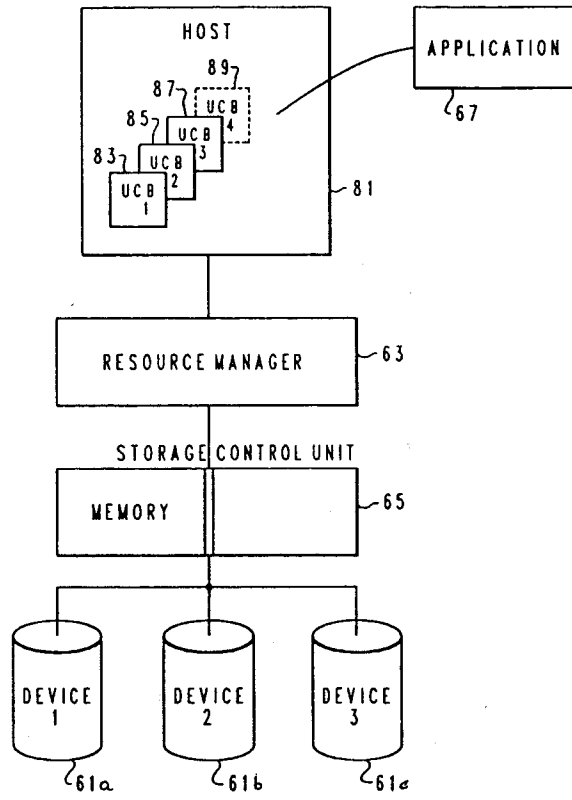 HOST
89
UCB
4
87
UCB
3
85
UCB
2
83
UCB
1
81
APPLICATION
67
RESOURCE MANAGER
63
STORAGE CONTROL UNIT
MEMORY
65
DEVICE
1
DEVICE
2
DEVICE
3
61a
61b
61c